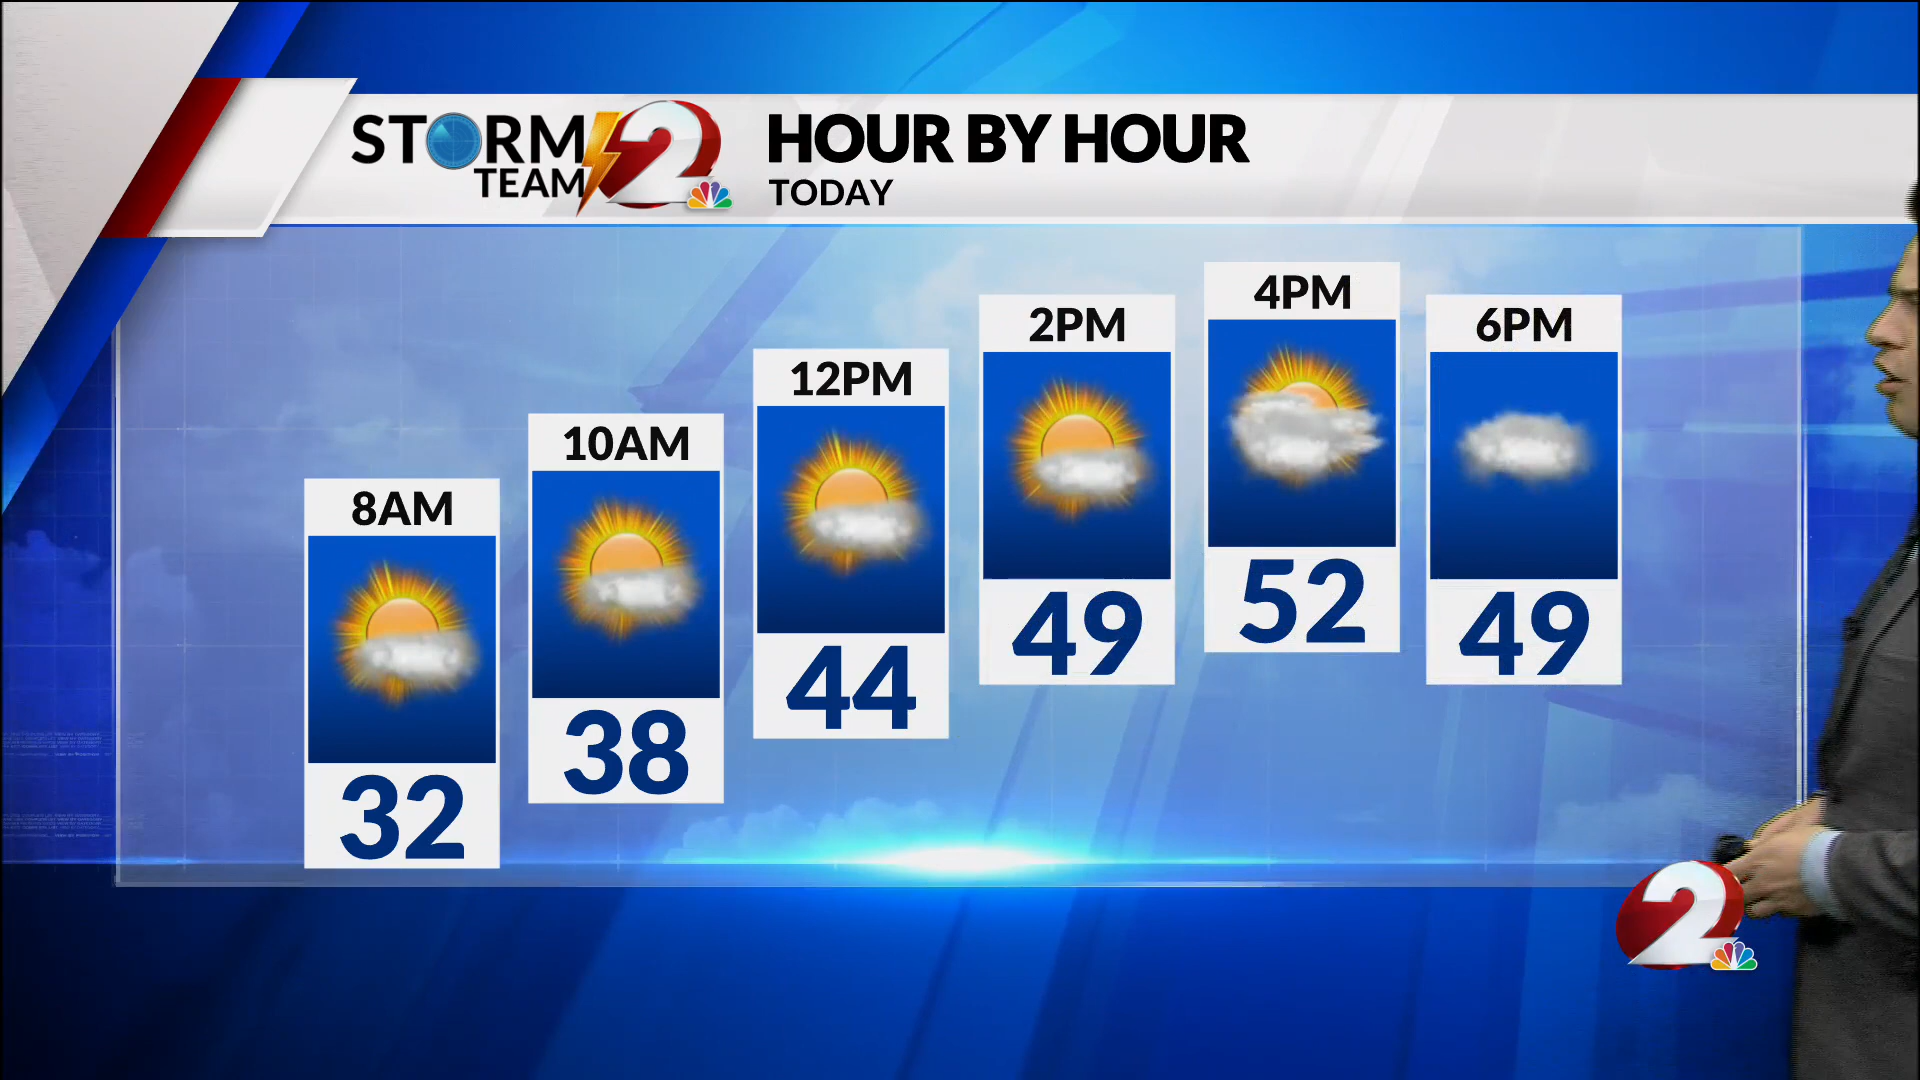 STORM
TEAM
2
HOUR BY HOUR
TODAY
8AM
32
10AM
38
12PM
44
2PM
49
4PM
52
6PM
49
2